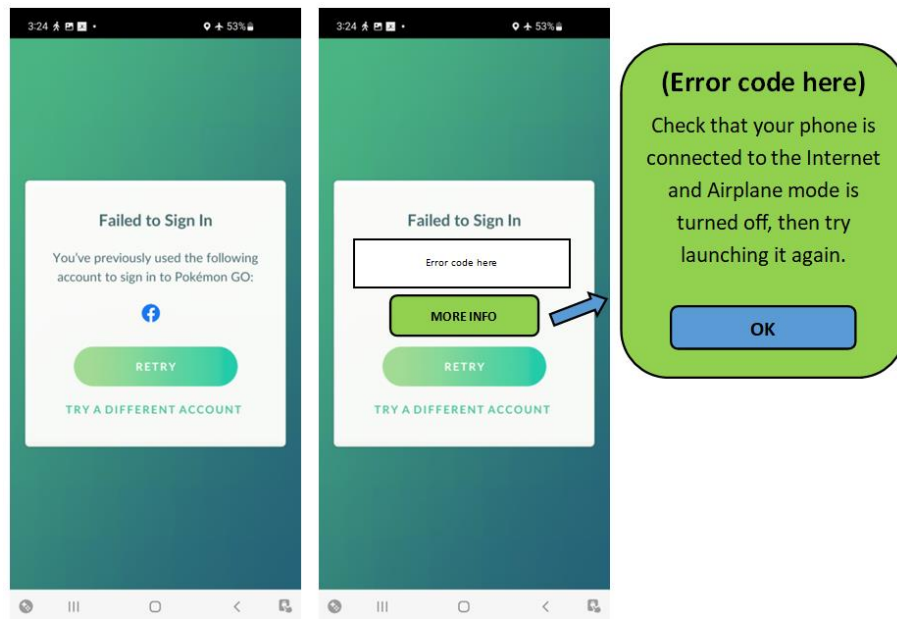 3:24
53%
Failed to Sign In
You've previously used the following
account to sign in to Pokémon GO:
RETRY
TRY A DIFFERENT ACCOUNT
3:24
53%
Failed to Sign In
Error code here
MORE INFO
RETRY
TRY A DIFFERENT ACCOUNT
(Error code here)
Check that your phone is
connected to the Internet
and Airplane mode is
turned off, then try
launching it again.
OK